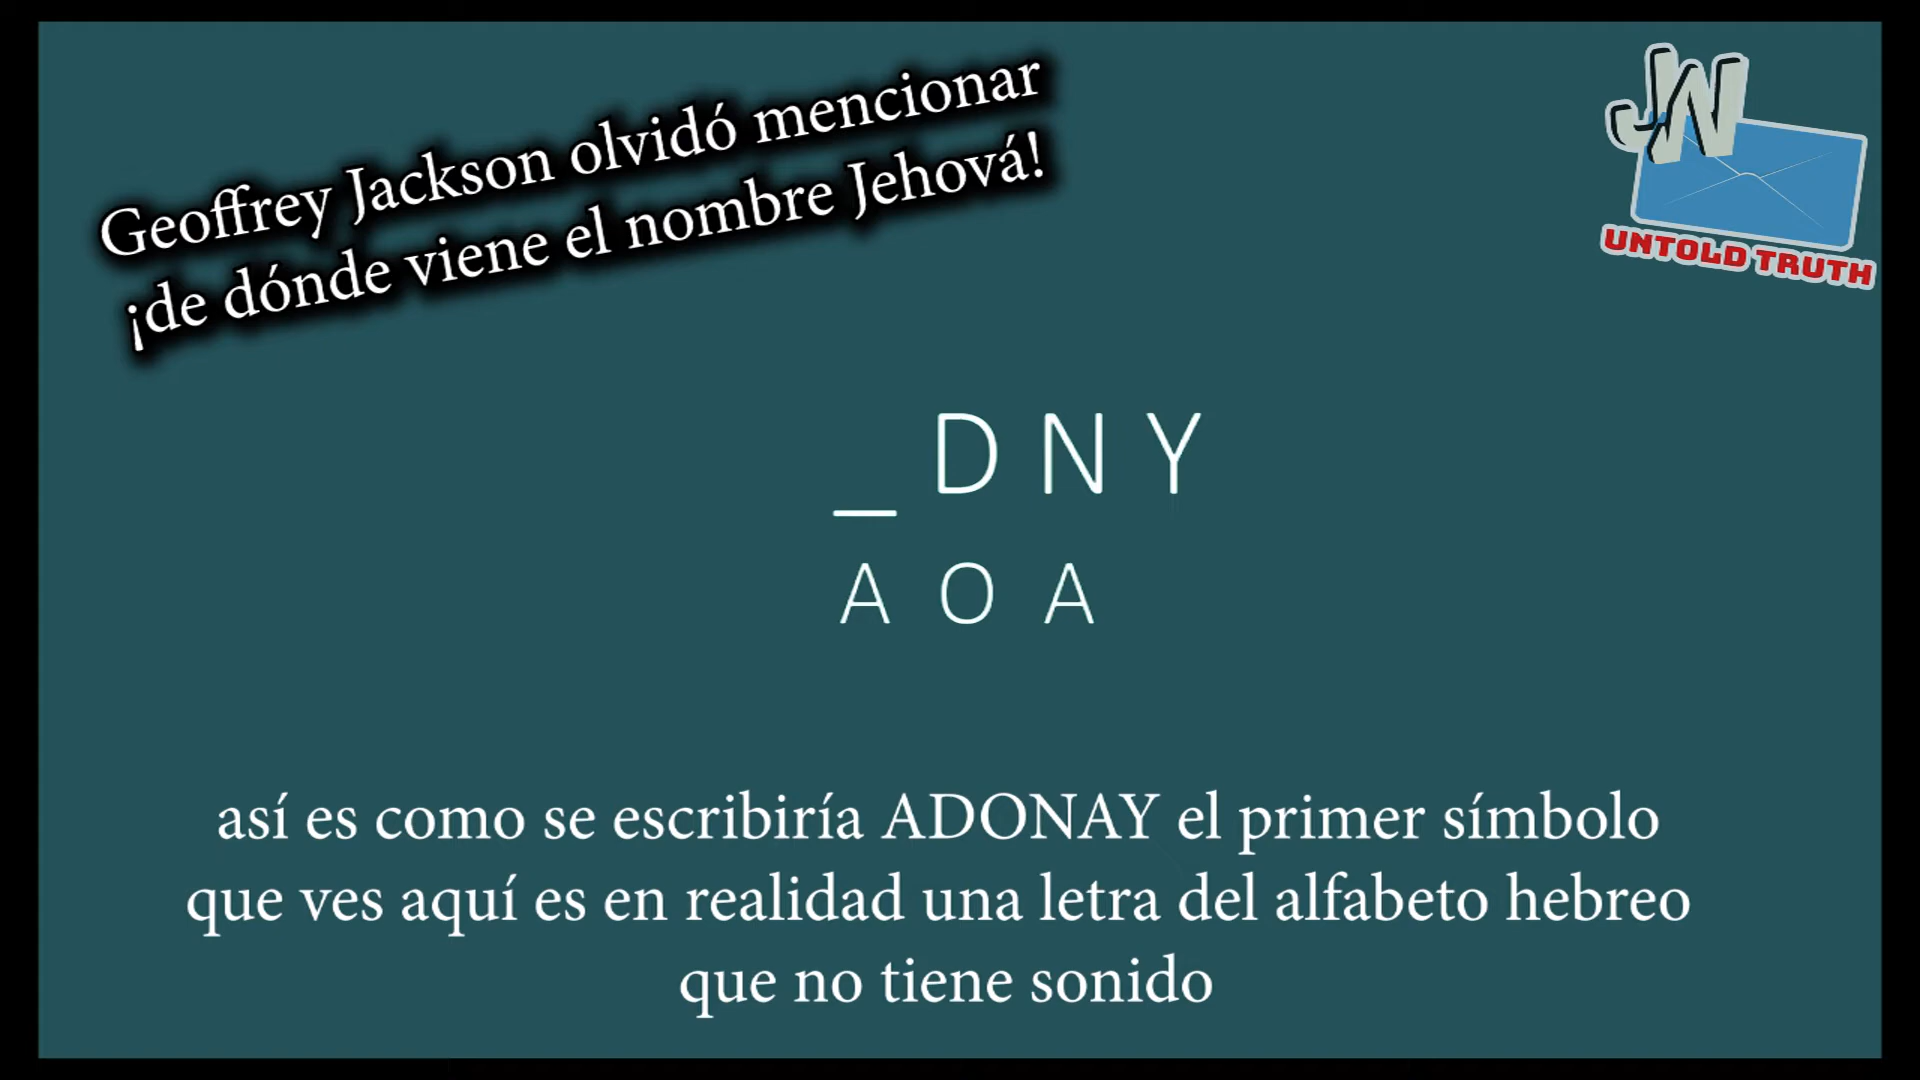 Geoffrey Jackson olvidó mencionar
¡de dónde viene el nombre Jehová!
JW
UNTOLD TRUTH
_ D N Y
A O A
así es como se escribiría ADONAY el primer símbolo
que ves aquí es en realidad una letra del alfabeto hebreo
que no tiene sonido